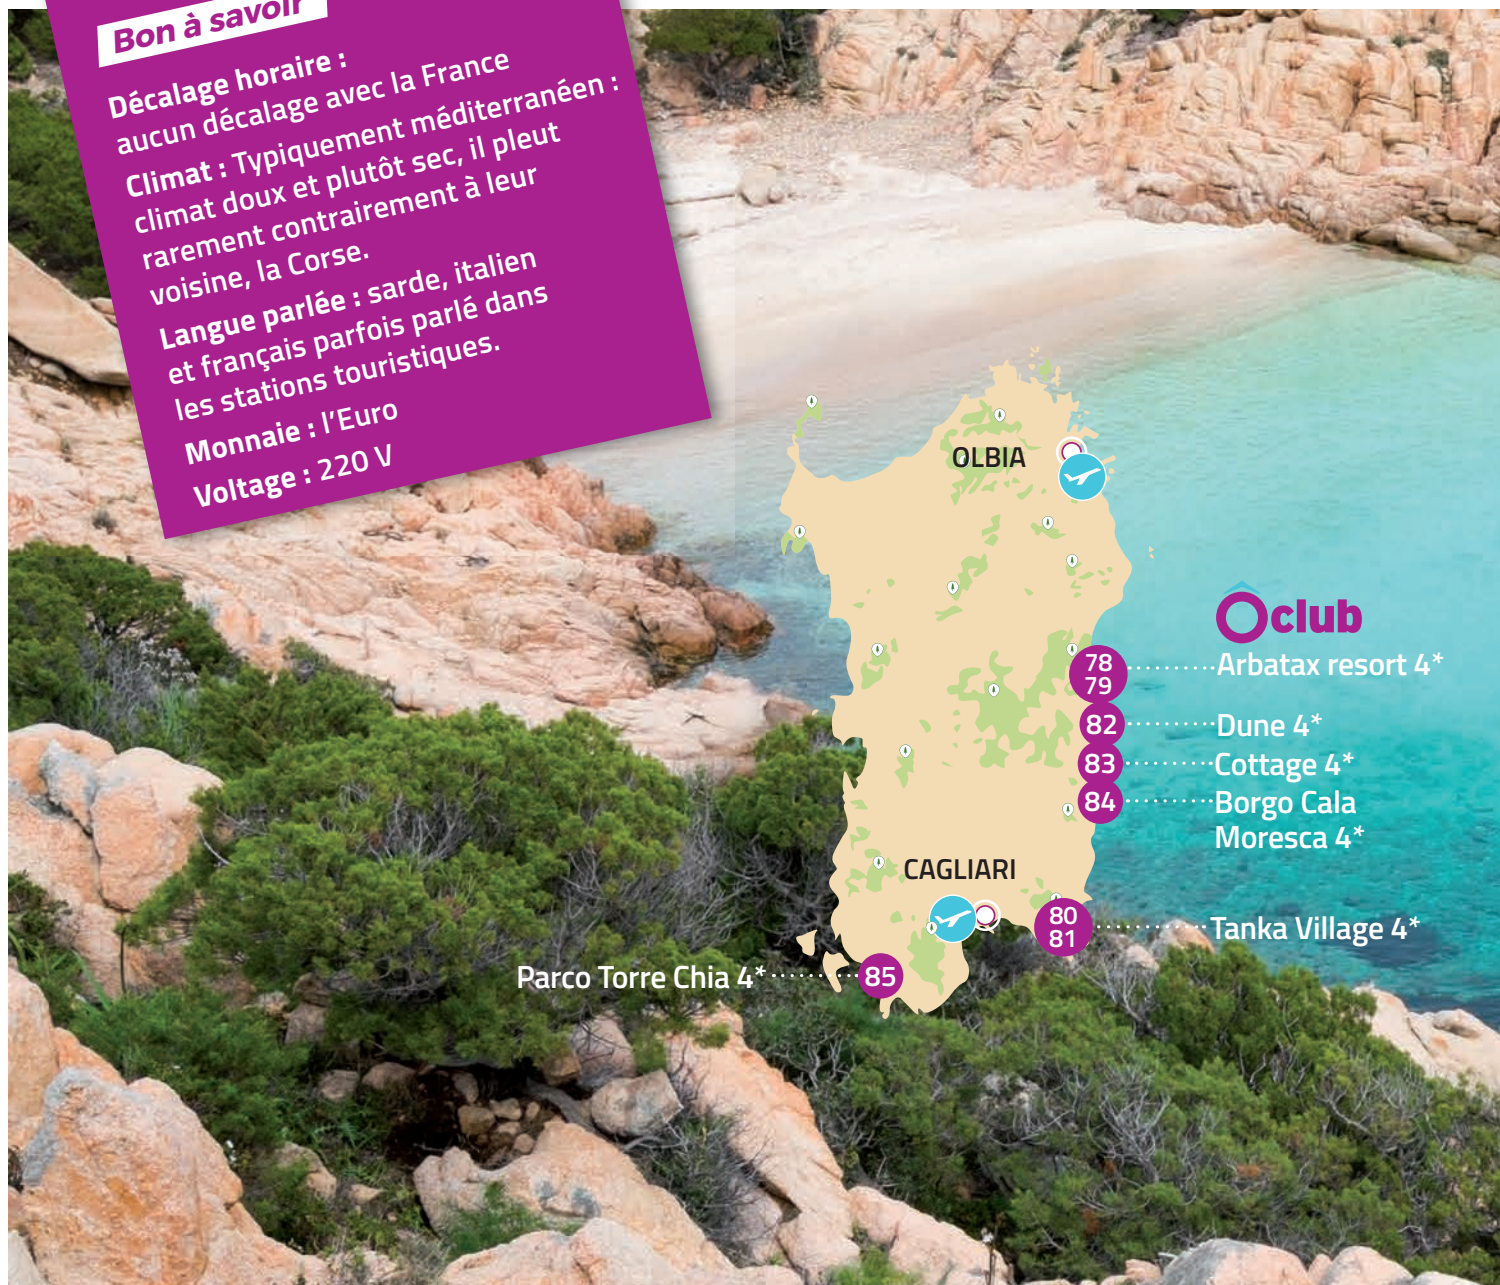 Bon à savoir
Décalage horaire :
aucun décalage avec la France
Climat : Typiquement méditerranéen :
climat doux et plutôt sec, il pleut
rarement contrairement à leur
voisine, la Corse.
Langue parlée : sarde, italien
et français parfois parlé dans
les stations touristiques.
Monnaie : l'Euro
Voltage : 220 V
OLBIA
Oclub
78
79
Arbatax resort 4*
82
Dune 4*
83
Cottage 4*
84
Borgo Cala
Moresca 4*
CAGLIARI
80
81
Tanka Village 4*
Parco Torre Chia 4*
85